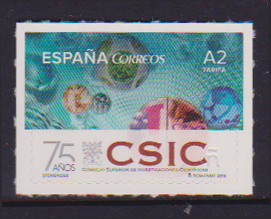 ESPAÑA CORREOS A2
TARIFA
75 AÑOS CSIC
CONSEJO SUPERIOR DE INVESTIGACIONES CIENTÍFICAS